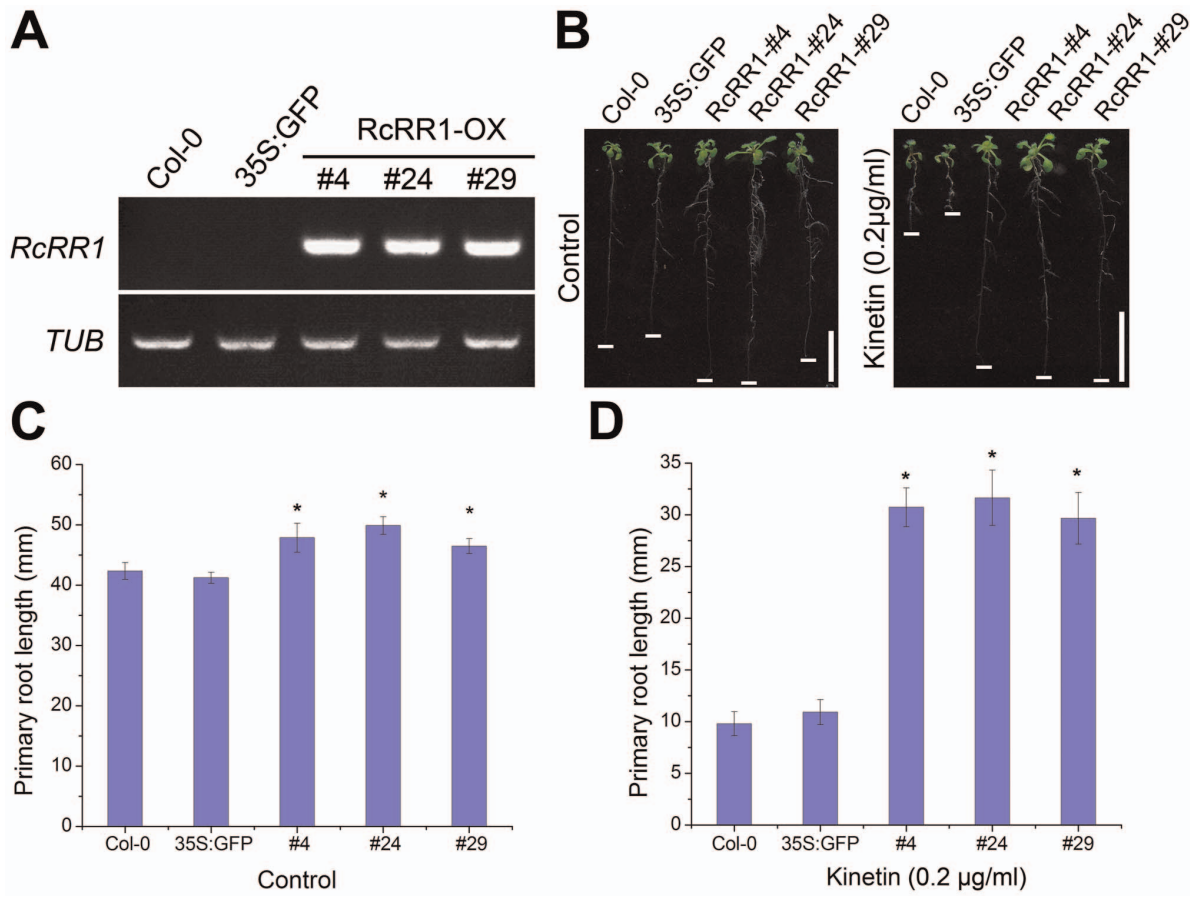 A
Col-0
35S:GFP
RcRR1-OX
#4
#24
#29
RcRR1
TUB
B
Col-0
35S:GFP
RcRR1-#4
RcRR1-#24
RcRR1-#29
Control
Col-0
35S:GFP
RcRR1-#4
RcRR1-#24
RcRR1-#29
Kinetin (0.2µg/ml)
C
Primary root length (mm)
60
50
40
30
20
10
0
*
*
*
Col-0
35S:GFP
#4
#24
#29
Control
D
Primary root length (mm)
35
30
25
20
15
10
5
0
*
*
*
Col-0
35S:GFP
#4
#24
#29
Kinetin (0.2 µg/ml)